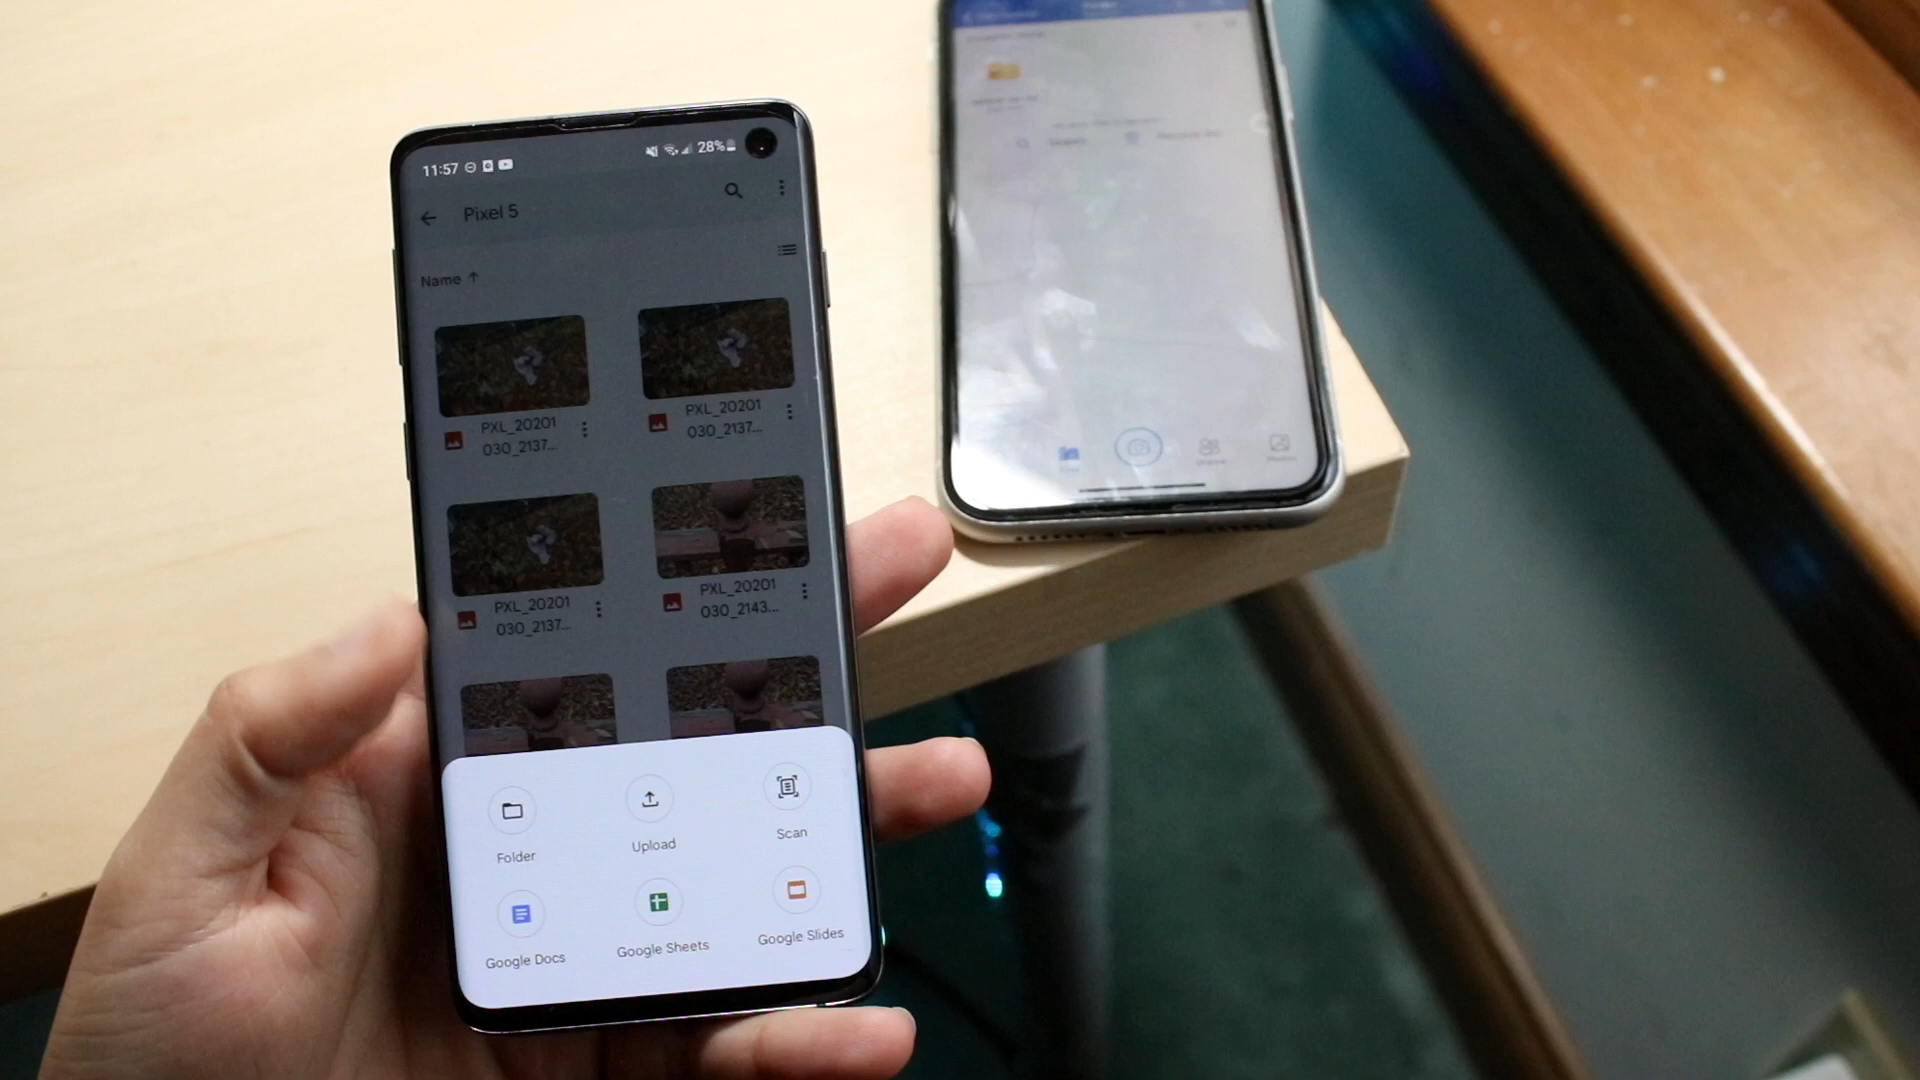 11:57
28%
Pixel 5
Name ↑
PXL_20201
030_2137...
PXL_20201
030_2137...
PXL_20201
030_2137...
PXL_20201
030_2143...
Folder
Upload
Scan
Google Docs
Google Sheets
Google Slides